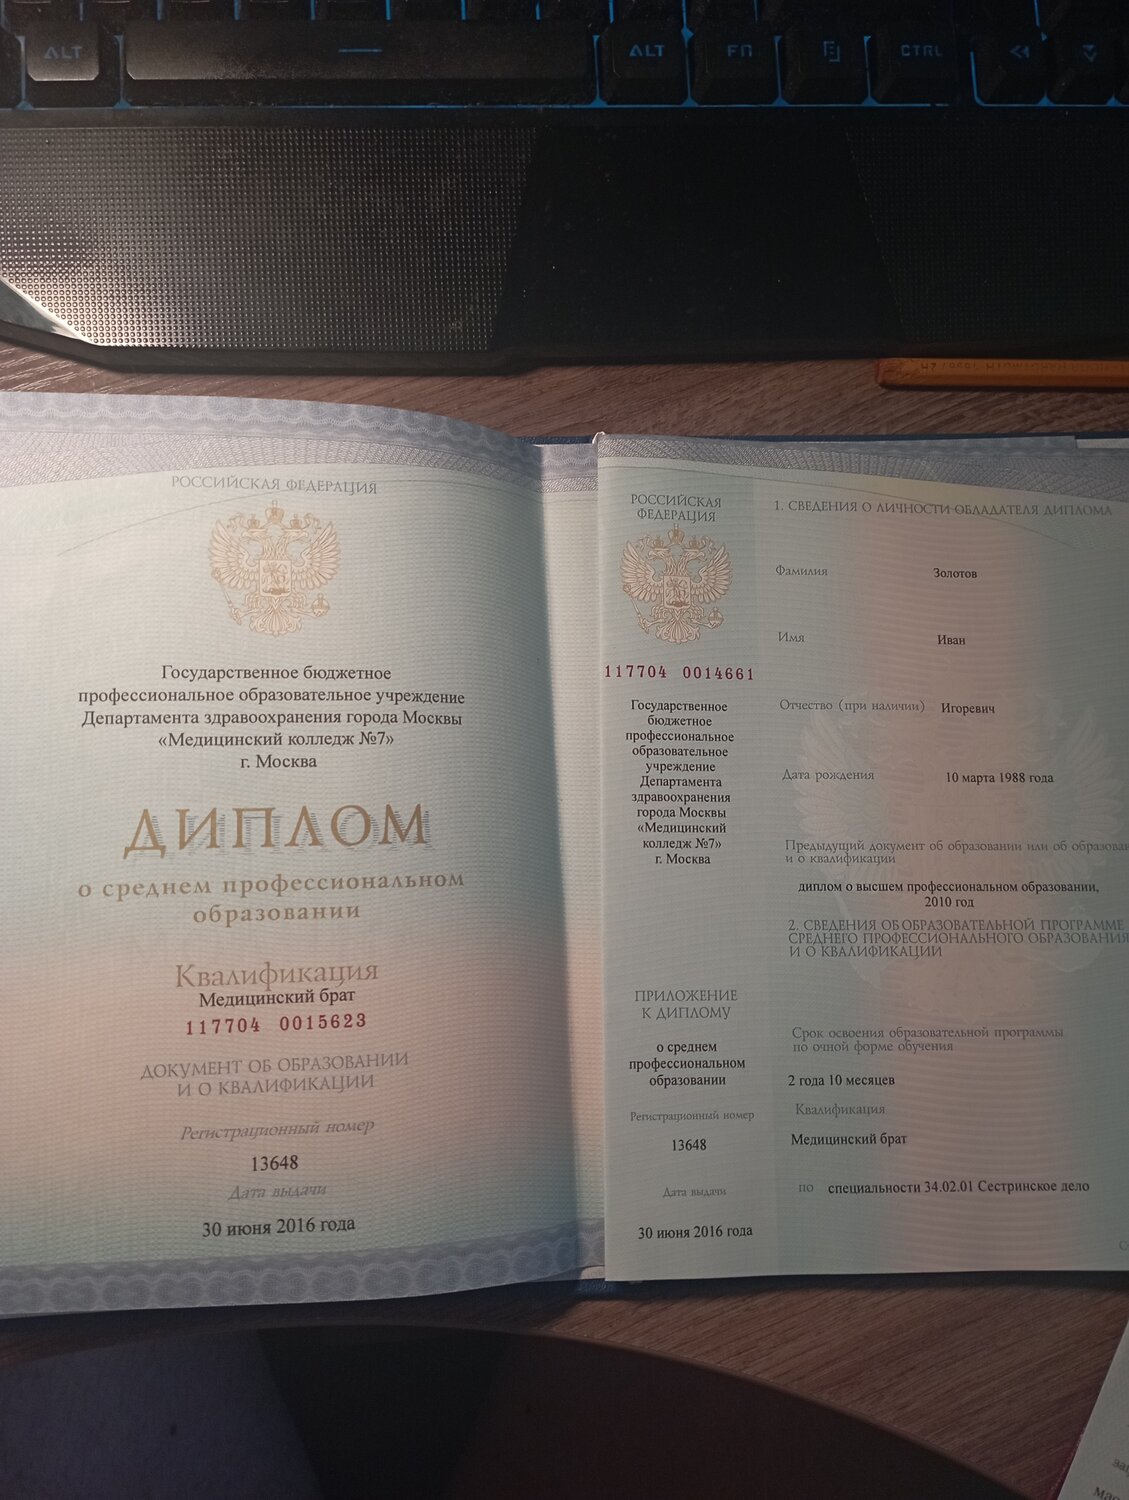 ALT
ALT
FN
CTRL
РОССИЙСКАЯ ФЕДЕРАЦИЯ
Государственное бюджетное
профессиональное образовательное учреждение
Департамента здравоохранения города Москвы
«Медицинский колледж №7»
г. Москва
ДИПЛОМ
о среднем профессиональном
образовании
Квалификация
Медицинский брат
117704 0015623
ДОКУМЕНТ ОБ ОБРАЗОВАНИИ
И О КВАЛИФИКАЦИИ
Регистрационный номер
13648
Дата выдачи
30 июня 2016 года
РОССИЙСКАЯ
ФЕДЕРАЦИЯ
117704 0014661
Государственное
бюджетное
профессиональное
образовательное
учреждение
Департамента
здравоохранения
города Москвы
«Медицинский
колледж №7»
г. Москва
ПРИЛОЖЕНИЕ
К ДИПЛОМУ
о среднем
профессиональном
образовании
Регистрационный номер
13648
Дата выдачи
30 июня 2016 года
1. СВЕДЕНИЯ О ЛИЧНОСТИ ОБЛАДАТЕЛЯ ДИПЛОМА
Фамилия Золотов
Имя Иван
Отчество (при наличии) Игоревич
Дата рождения 10 марта 1988 года
Предыдущий документ об образовании или об образован
и о квалификации
диплом о высшем профессиональном образовании,
2010 год
2. СВЕДЕНИЯ ОБ ОБРАЗОВАТЕЛЬНОЙ ПРОГРАММЕ
СРЕДНЕГО ПРОФЕССИОНАЛЬНОГО ОБРАЗОВАНИЯ
И О КВАЛИФИКАЦИИ
Срок освоения образовательной программы
по очной форме обучения
2 года 10 месяцев
Квалификация
Медицинский брат
по специальности 34.02.01 Сестринское дело